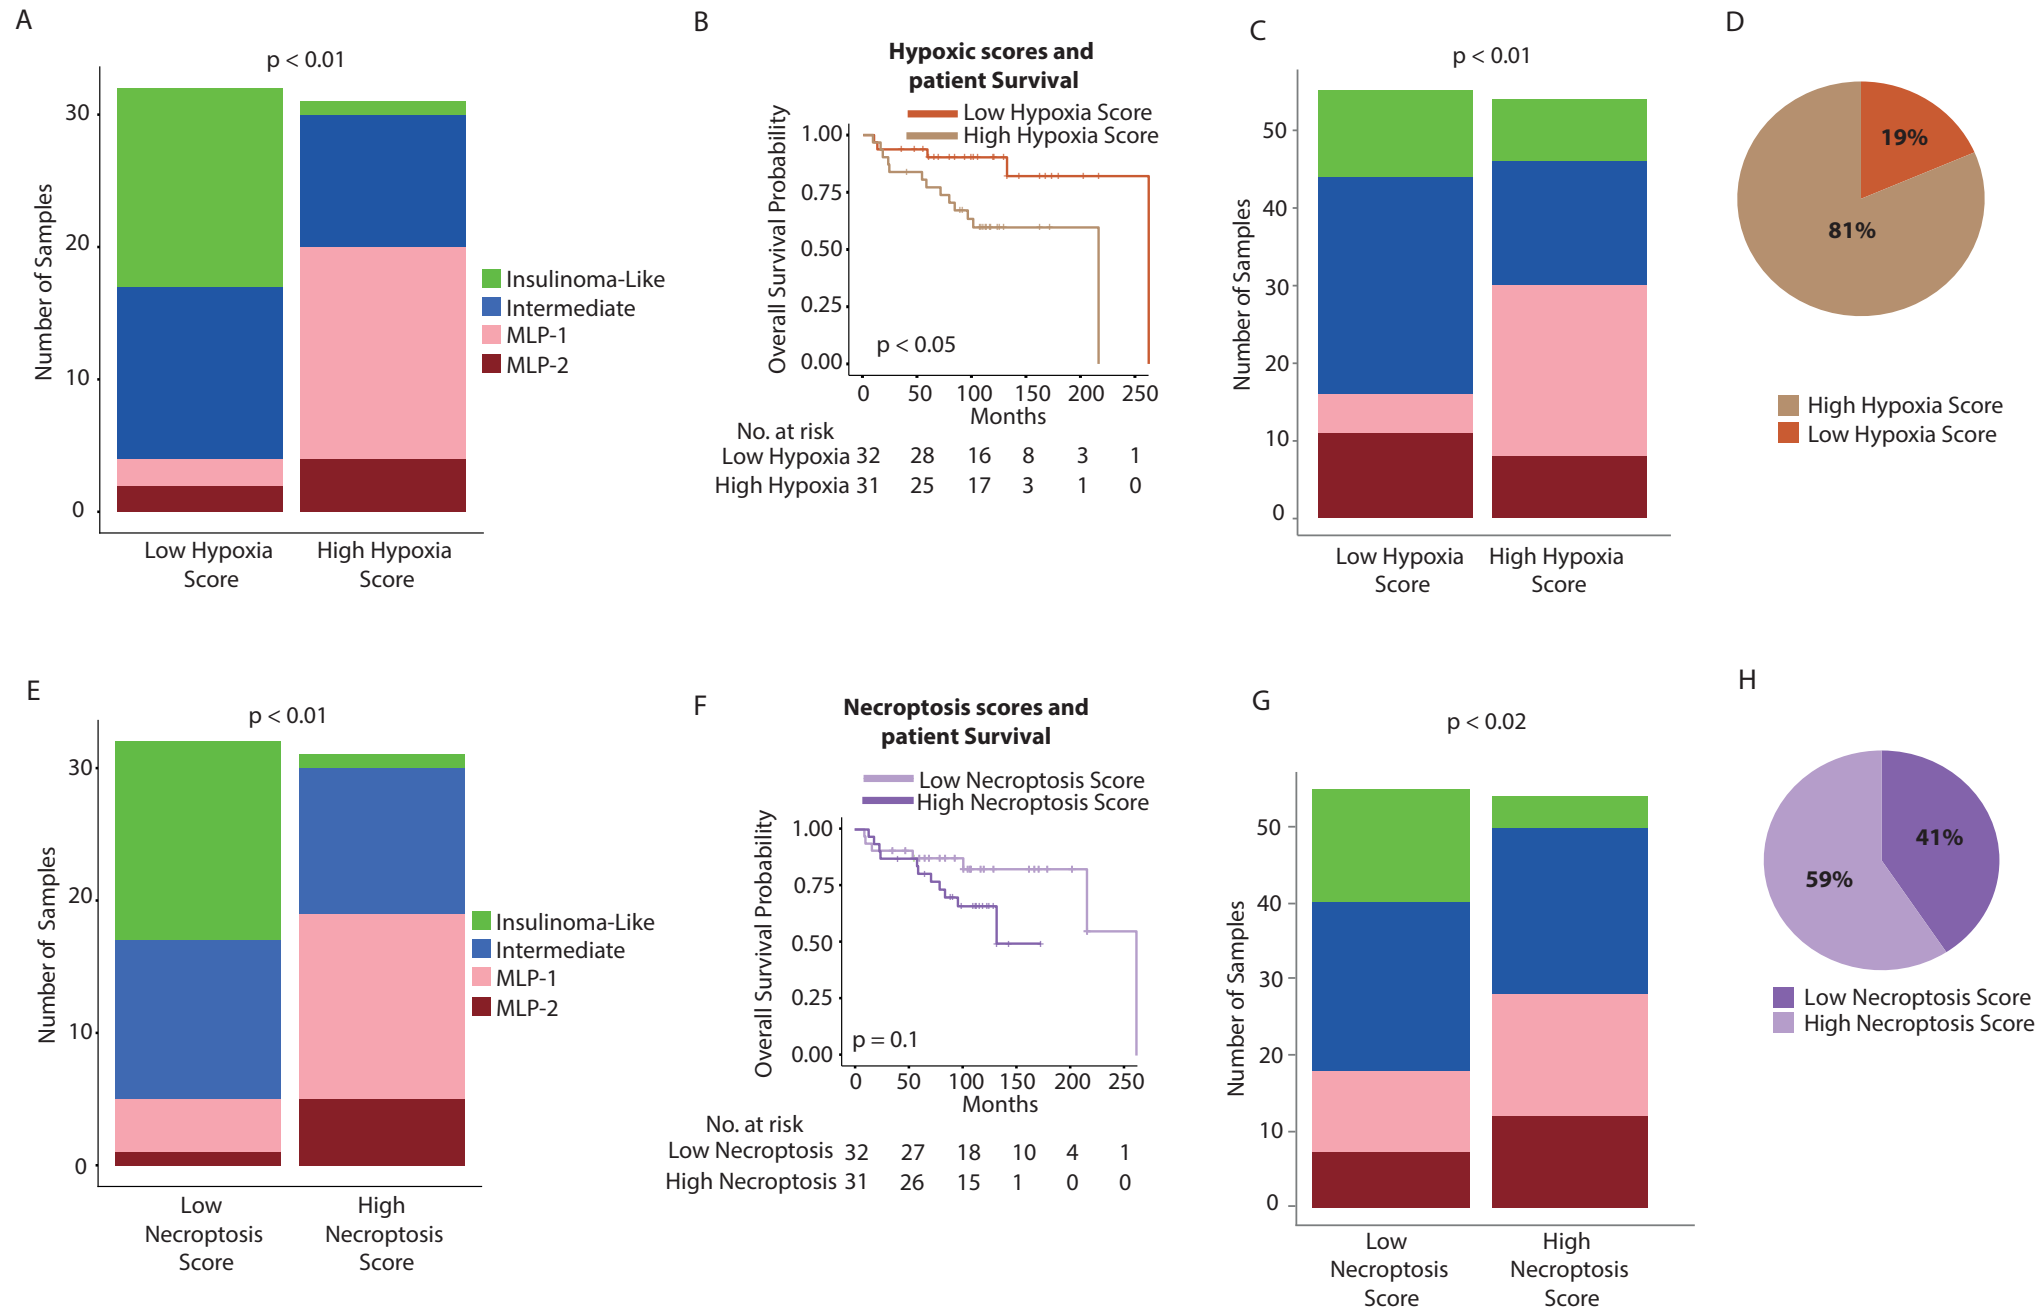 A
p < 0.01
Number of Samples
30
20
10
0
Low Hypoxia
Score
High Hypoxia
Score
Insulinoma-Like
Intermediate
MLP-1
MLP-2
B
Hypoxic scores and
patient Survival
Low Hypoxia Score
High Hypoxia Score
Overall Survival Probability
1.00
0.75
0.50
0.25
0.00
p < 0.05
0 50 100 150 200 250
Months
No. at risk
Low Hypoxia 32 28 16 8 3 1
High Hypoxia 31 25 17 3 1 0
C
p < 0.01
Number of Samples
50
40
30
20
10
0
Low Hypoxia
Score
High Hypoxia
Score
D
19%
81%
High Hypoxia Score
Low Hypoxia Score
E
p < 0.01
Number of Samples
30
20
10
0
Low
Necroptosis
Score
High
Necroptosis
Score
Insulinoma-Like
Intermediate
MLP-1
MLP-2
F
Necroptosis scores and
patient Survival
Low Necroptosis Score
High Necroptosis Score
Overall Survival Probability
1.00
0.75
0.50
0.25
0.00
p = 0.1
0 50 100 150 200 250
Months
No. at risk
Low Necroptosis 32 27 18 10 4 1
High Necroptosis 31 26 15 1 0 0
G
p < 0.02
Number of Samples
50
40
30
20
10
0
Low
Necroptosis
Score
High
Necroptosis
Score
H
41%
59%
Low Necroptosis Score
High Necroptosis Score